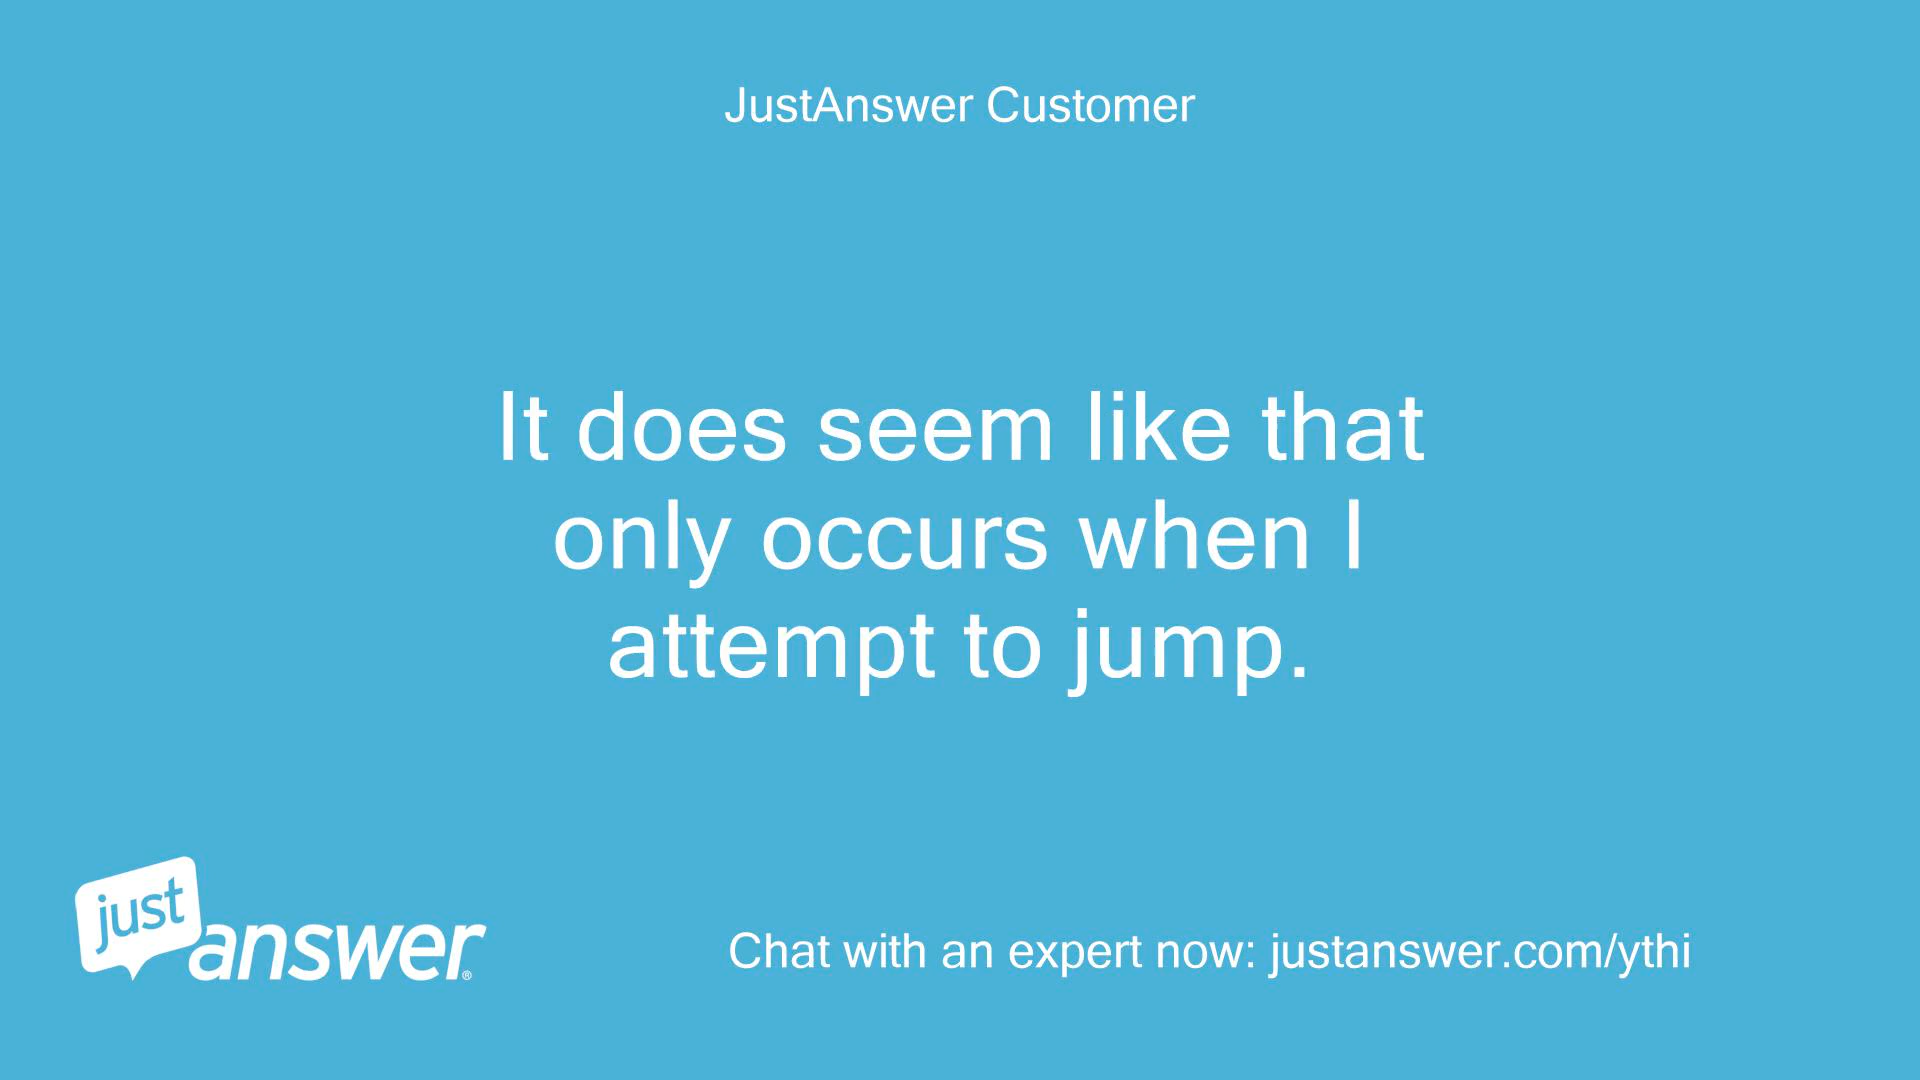 JustAnswer Customer
It does seem like that
only occurs when I
attempt to jump.
just
answer®
Chat with an expert now: justanswer.com/ythi